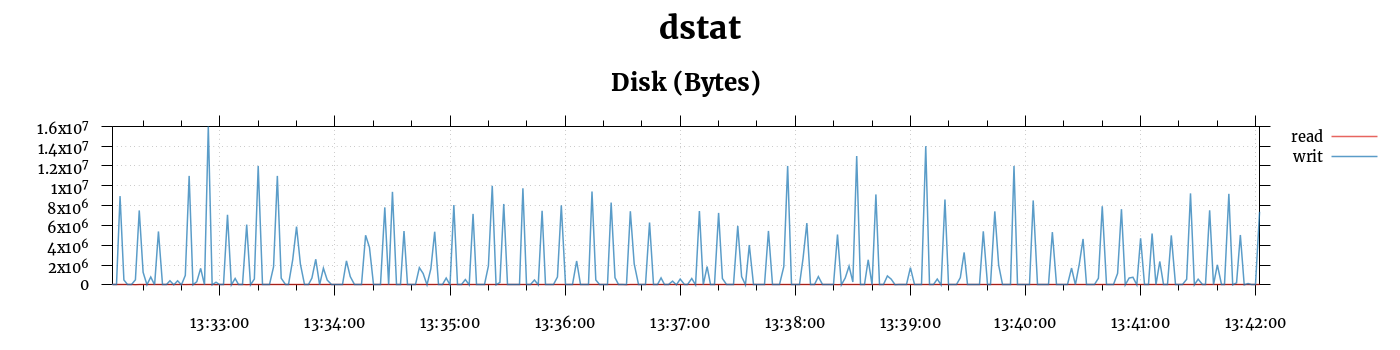 dstat
Disk (Bytes)
1.6x10⁷
1.4x10⁷
1.2x10⁷
1x10⁷
8x10⁶
6x10⁶
4x10⁶
2x10⁶
0
read
writ
13:33:00 13:34:00 13:35:00 13:36:00 13:37:00 13:38:00 13:39:00 13:40:00 13:41:00 13:42:00